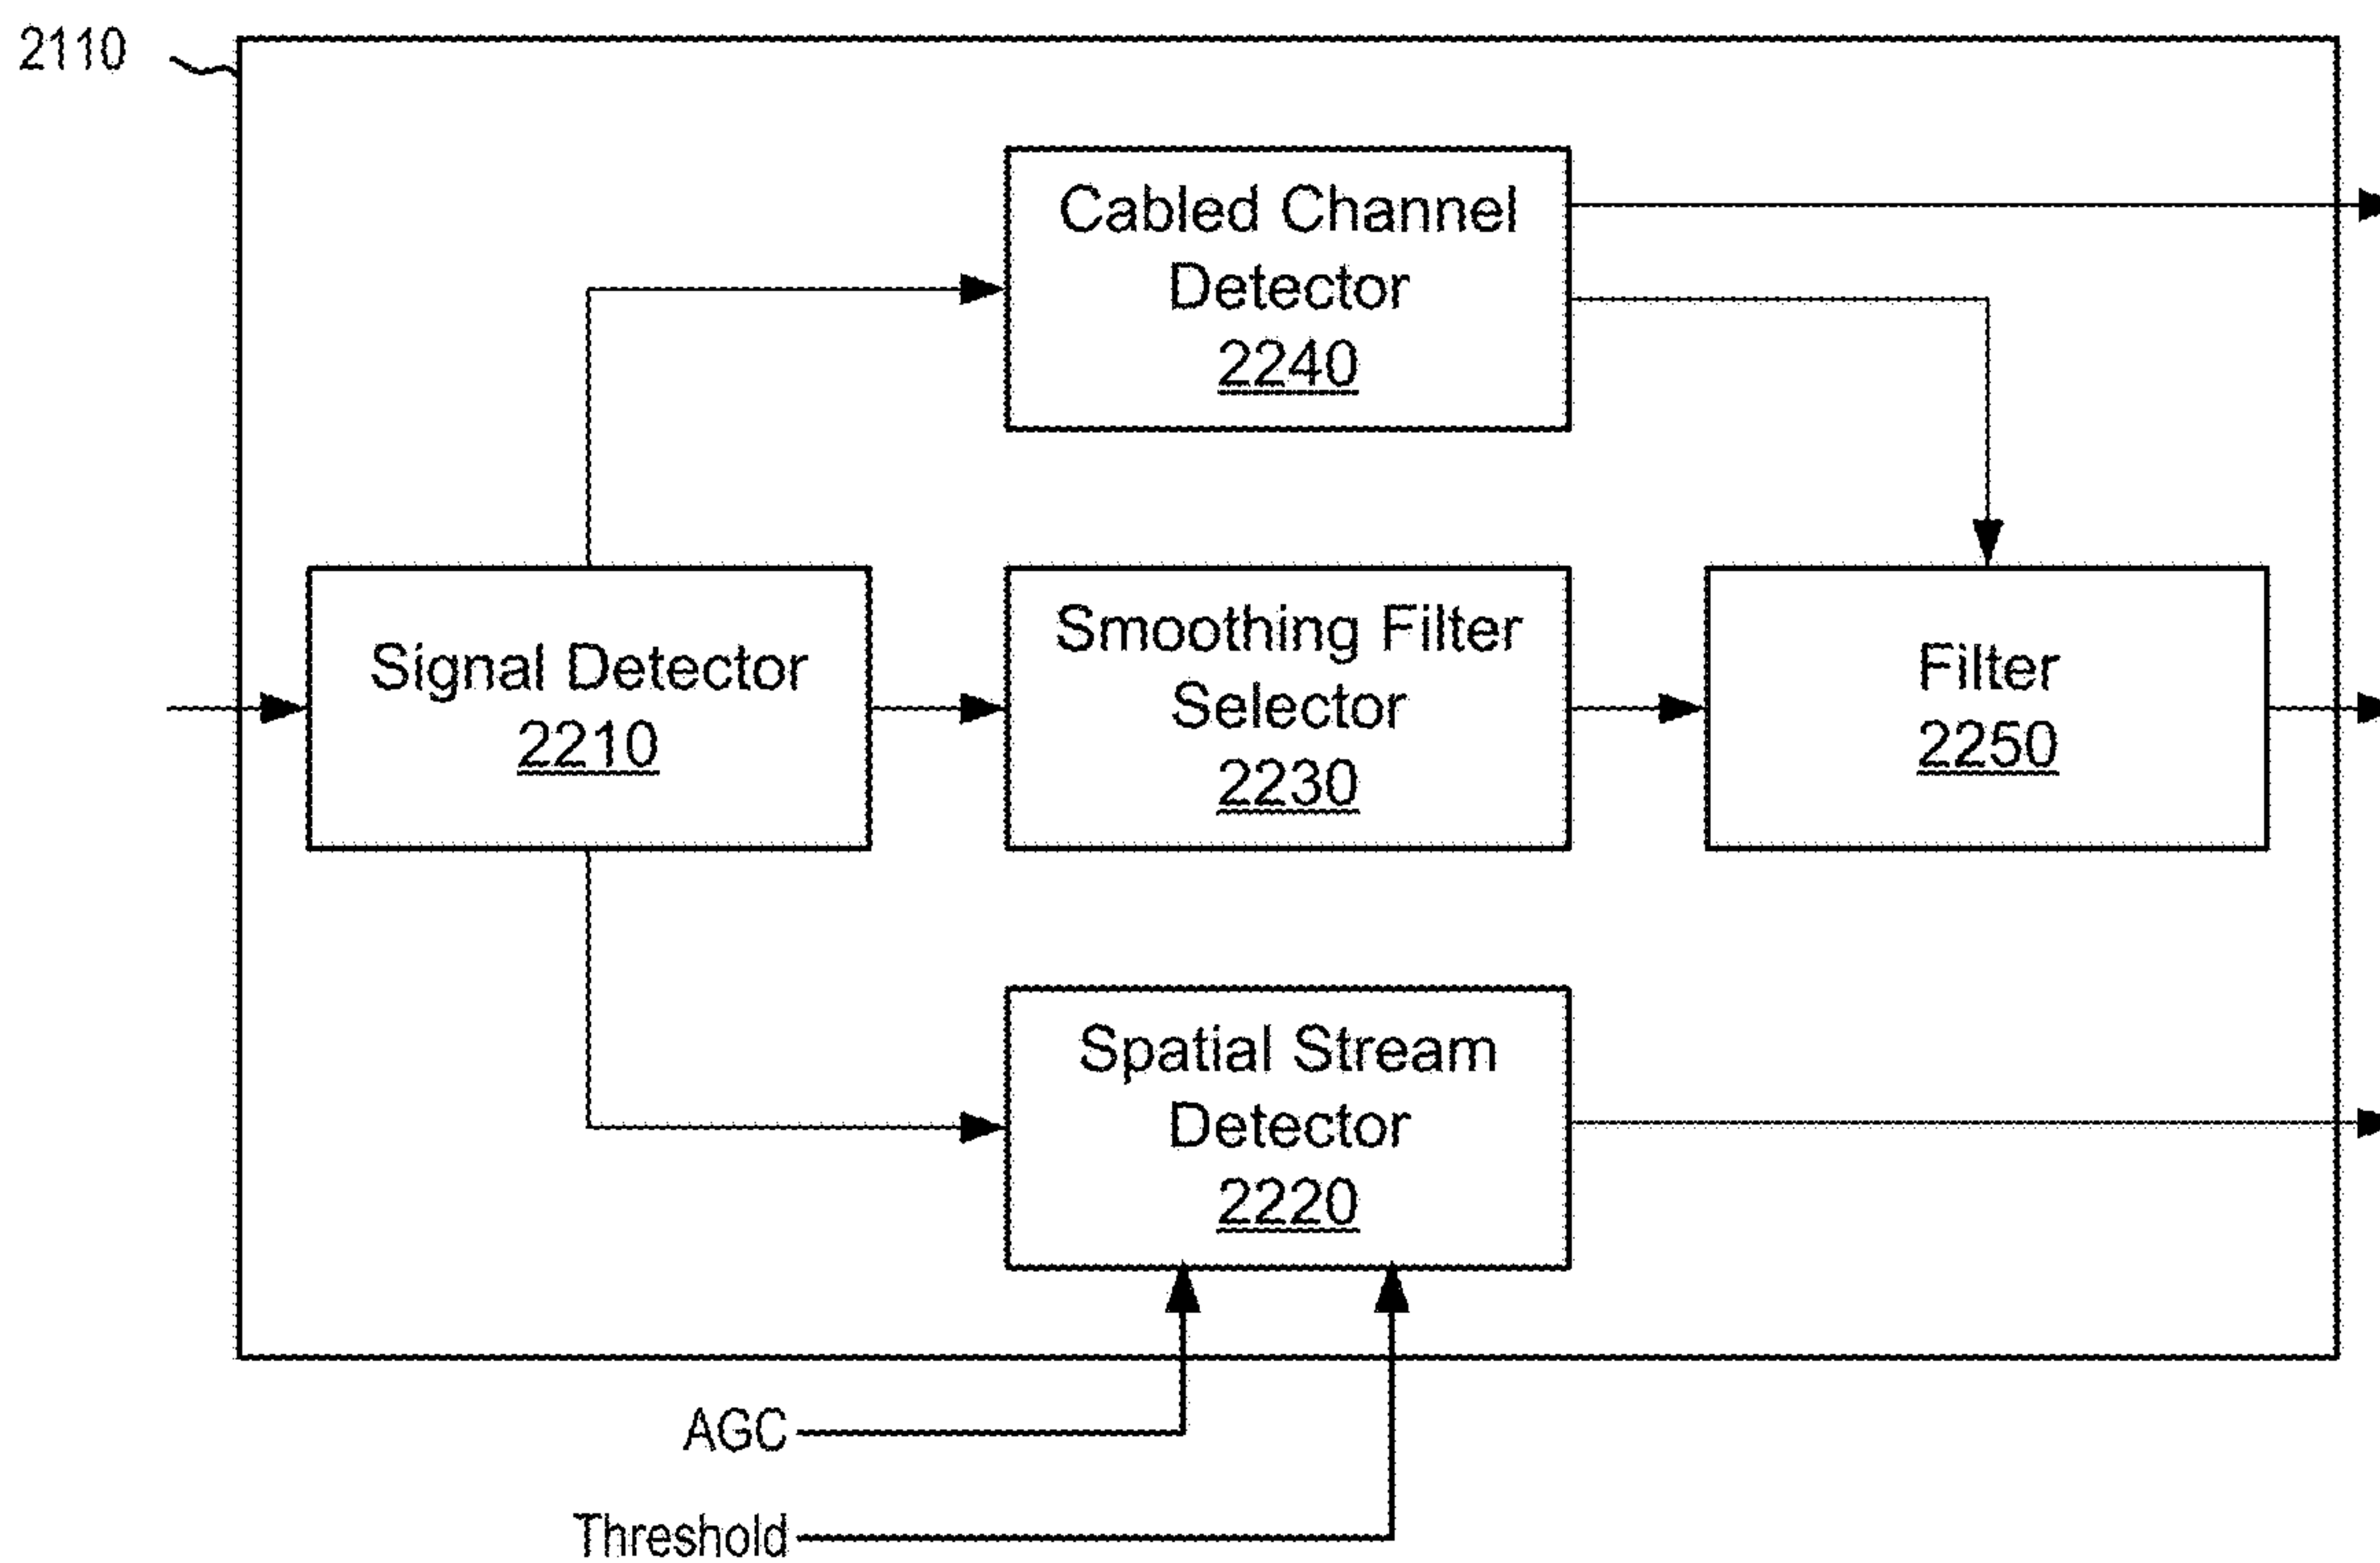 2110
Cabled Channel
Detector
2240
Signal Detector
2210
Smoothing Filter
Selector
2230
Filter
2250
Spatial Stream
Detector
2220
AGC
Threshold